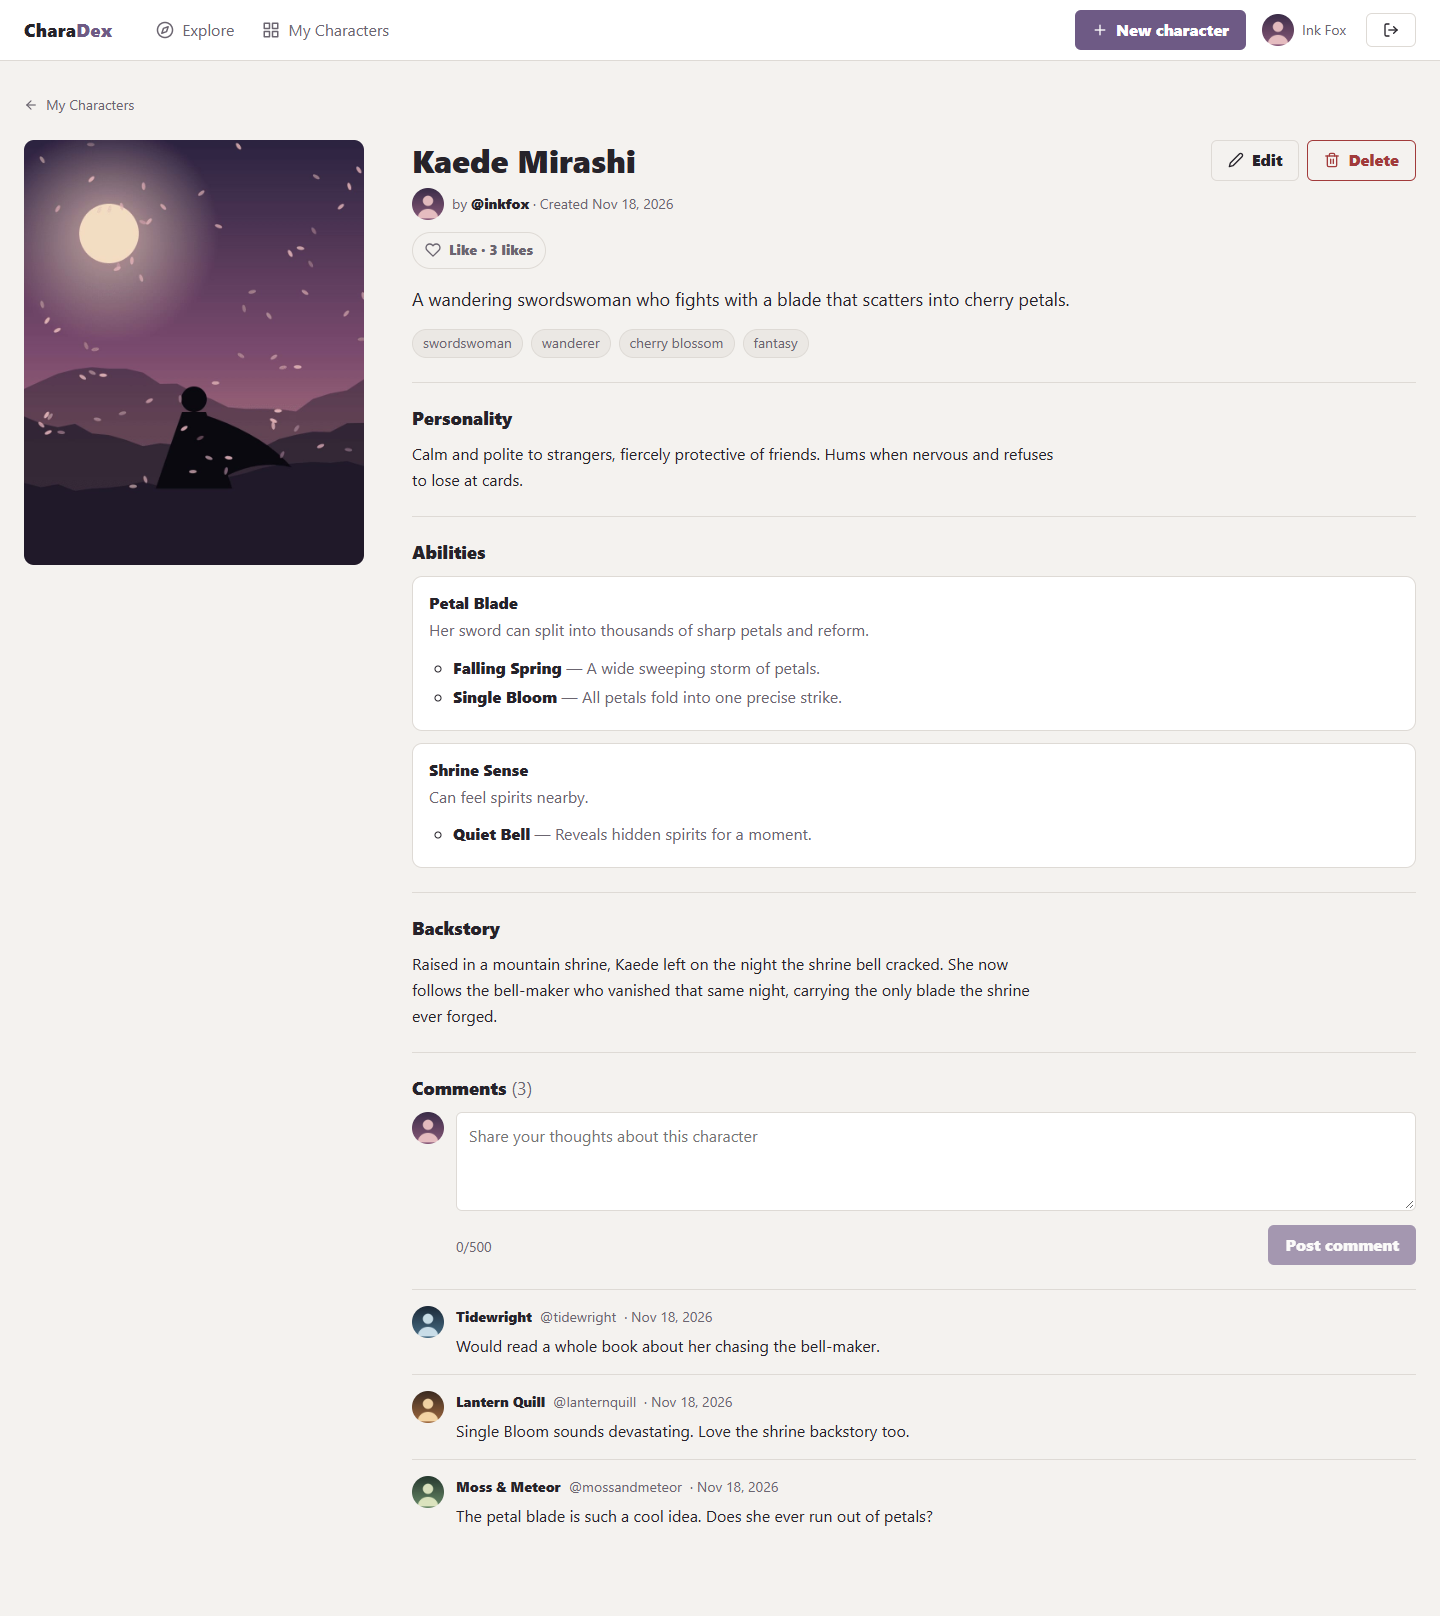 CharaDex
Explore
My Characters
New character
Ink Fox
My Characters
Kaede Mirashi
Edit
Delete
by @inkfox · Created Nov 18, 2026
Like · 3 likes
A wandering swordswoman who fights with a blade that scatters into cherry petals.
swordswoman
wanderer
cherry blossom
fantasy
Personality
Calm and polite to strangers, fiercely protective of friends. Hums when nervous and refuses
to lose at cards.
Abilities
Petal Blade
Her sword can split into thousands of sharp petals and reform.
Falling Spring — A wide sweeping storm of petals.
Single Bloom — All petals fold into one precise strike.
Shrine Sense
Can feel spirits nearby.
Quiet Bell — Reveals hidden spirits for a moment.
Backstory
Raised in a mountain shrine, Kaede left on the night the shrine bell cracked. She now
follows the bell-maker who vanished that same night, carrying the only blade the shrine
ever forged.
Comments (3)
Share your thoughts about this character
0/500
Post comment
Tidewright @tidewright · Nov 18, 2026
Would read a whole book about her chasing the bell-maker.
Lantern Quill @lanternquill · Nov 18, 2026
Single Bloom sounds devastating. Love the shrine backstory too.
Moss & Meteor @mossandmeteor · Nov 18, 2026
The petal blade is such a cool idea. Does she ever run out of petals?